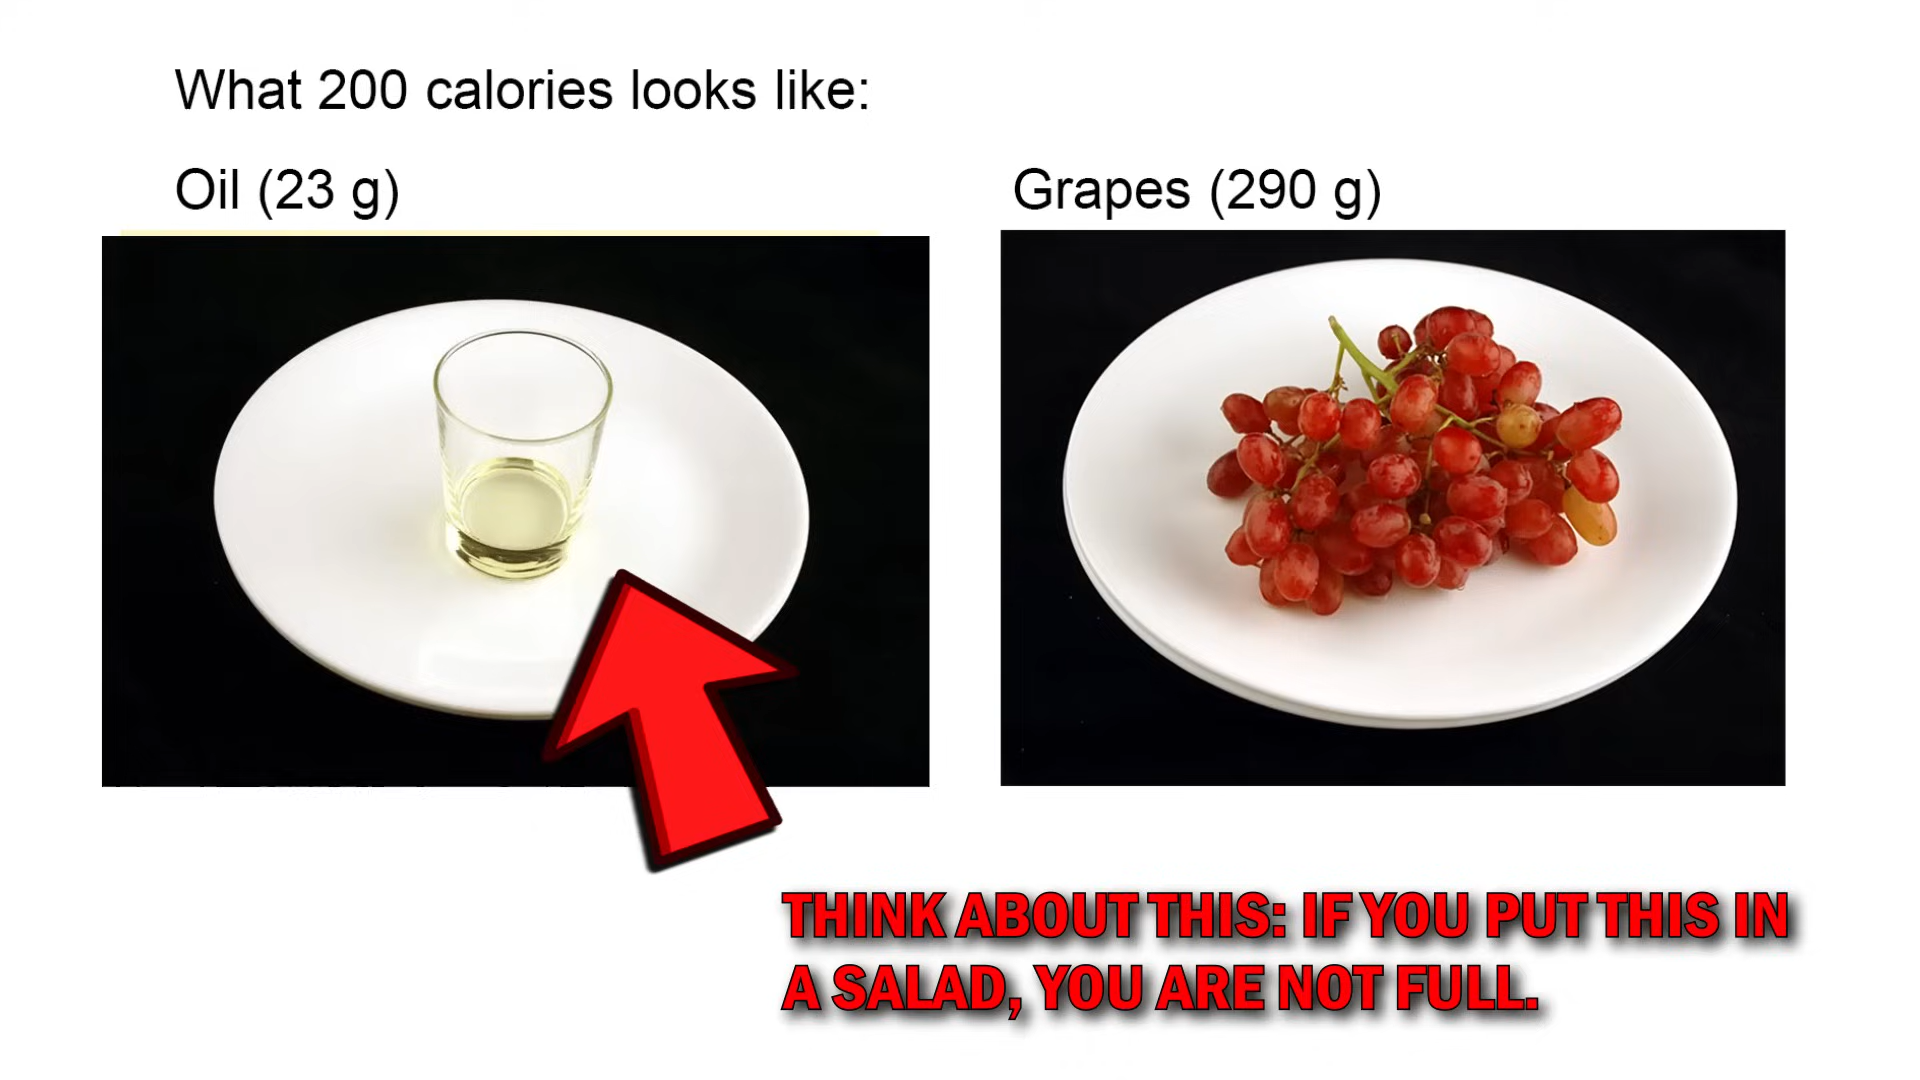 What 200 calories looks like:
Oil (23 g)
Grapes (290 g)
THINK ABOUT THIS: IF YOU PUT THIS IN
A SALAD, YOU ARE NOT FULL.